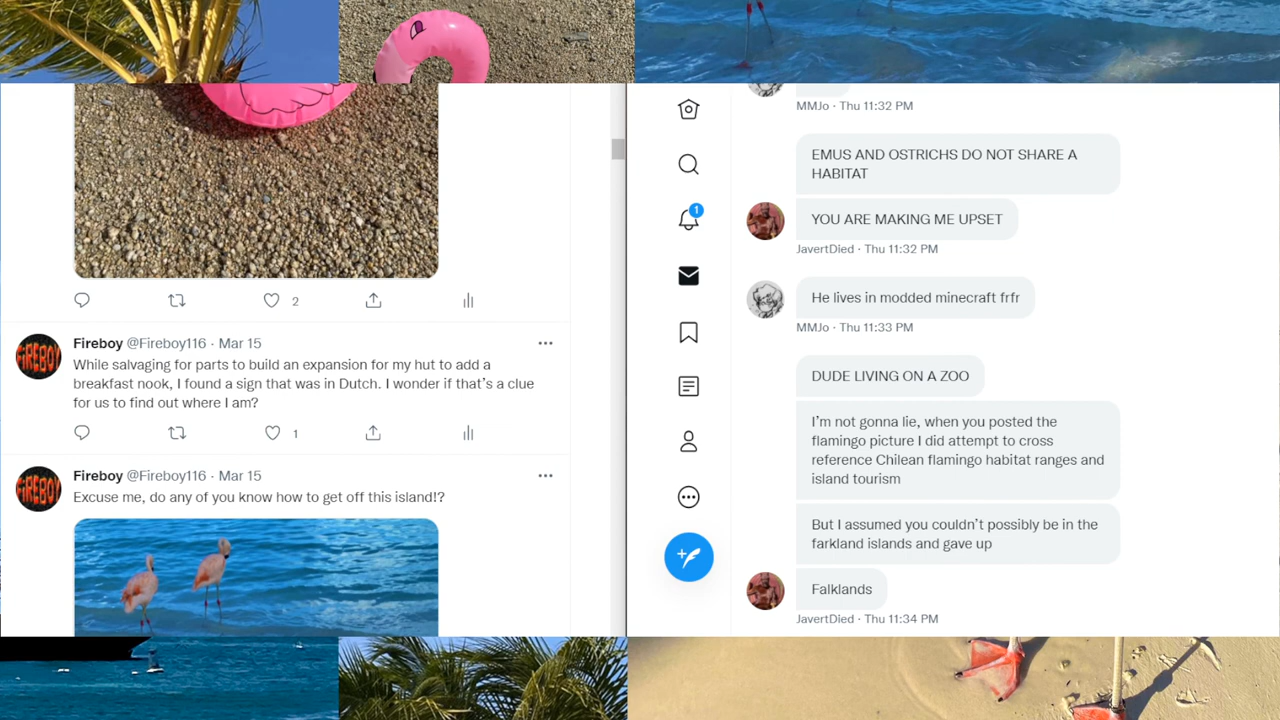 Fireboy @Fireboy116 · Mar 15
While salvaging for parts to build an expansion for my hut to add a
breakfast nook, I found a sign that was in Dutch. I wonder if that's a clue
for us to find out where I am?
2
1
FIREBOY
Fireboy @Fireboy116 · Mar 15
Excuse me, do any of you know how to get off this island!?
FIREBOY
1
MMJo · Thu 11:32 PM
EMUS AND OSTRICHS DO NOT SHARE A
HABITAT
YOU ARE MAKING ME UPSET
JavertDied · Thu 11:32 PM
He lives in modded minecraft frfr
MMJo · Thu 11:33 PM
DUDE LIVING ON A ZOO
I'm not gonna lie, when you posted the
flamingo picture I did attempt to cross
reference Chilean flamingo habitat ranges and
island tourism
But I assumed you couldn't possibly be in the
farkland islands and gave up
Falklands
JavertDied · Thu 11:34 PM